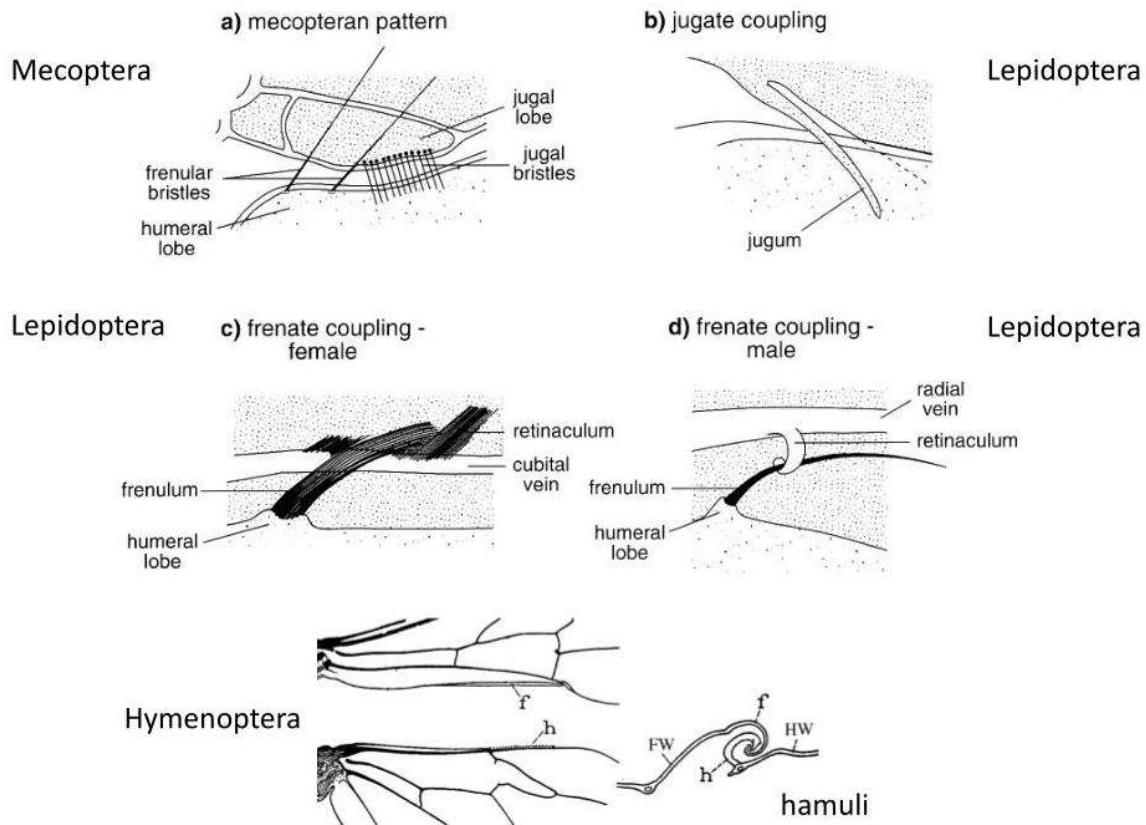 a) mecopteran pattern
b) jugate coupling
Mecoptera
Lepidoptera
jugal
lobe
frenular
bristles
jugal
bristles
humeral
lobe
jugum
Lepidoptera
c) frenate coupling -
female
d) frenate coupling -
male
Lepidoptera
retinaculum
cubital
vein
frenulum
humeral
lobe
radial
vein
retinaculum
frenulum
humeral
lobe
Hymenoptera
f
h
FW
f
HW
h
hamuli